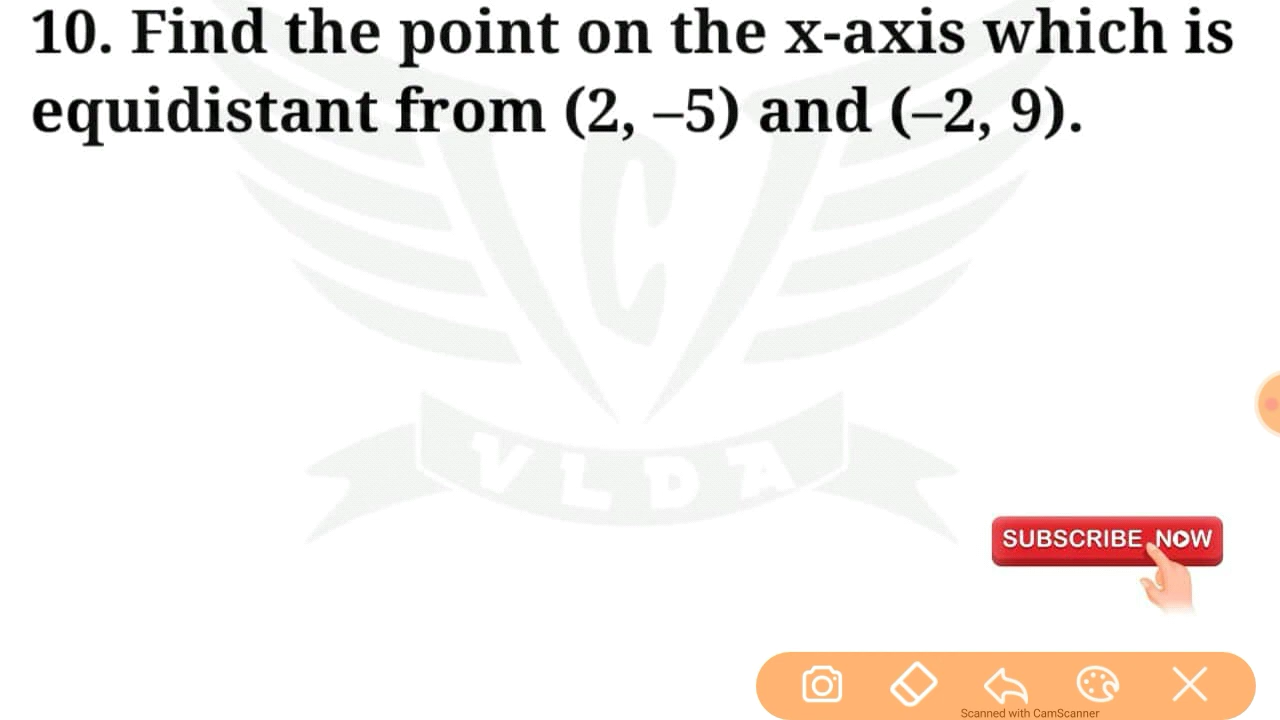 10. Find the point on the x-axis which is
equidistant from (2, –5) and (–2, 9).
C
VLDA
SUBSCRIBE NOW
Scanned with CamScanner